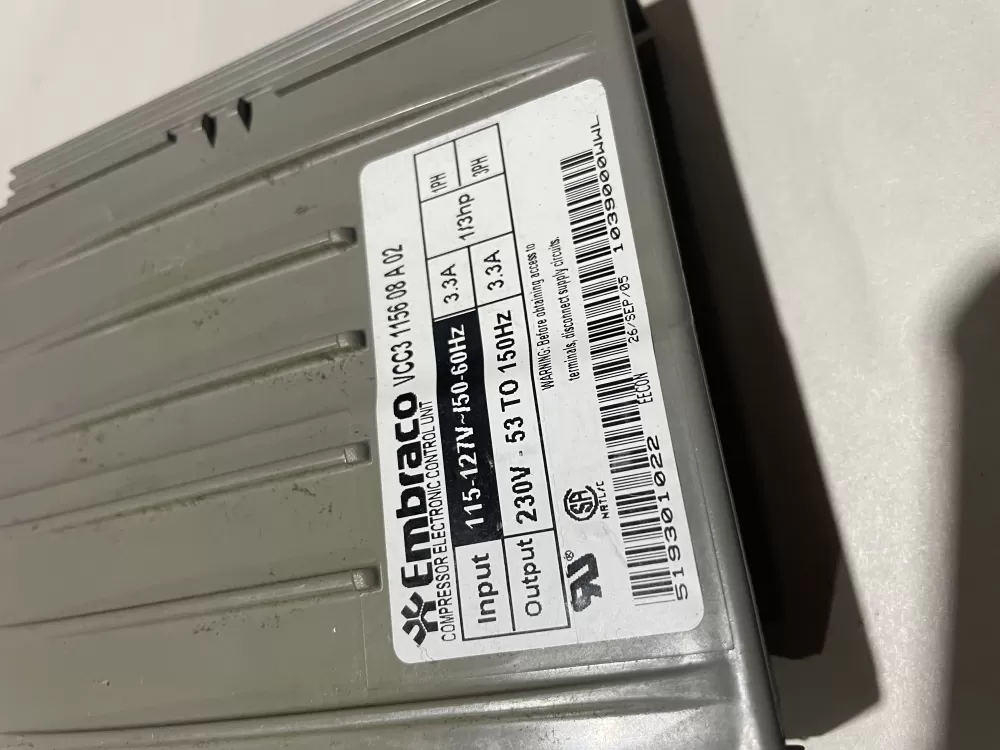 Embraco VCC3 1156 08 A 02
COMPRESSOR ELECTRONIC CONTROL UNIT
Input 115-127V~/50-60Hz 3.3A 1/3hp 1PH
Output 230V - 53 TO 150Hz 3.3A 3PH
WARNING: Before obtaining access to
terminals, disconnect supply circuits.
SA
NRTL/C
EECON 26/SEP/05
519301022 1039000WWL